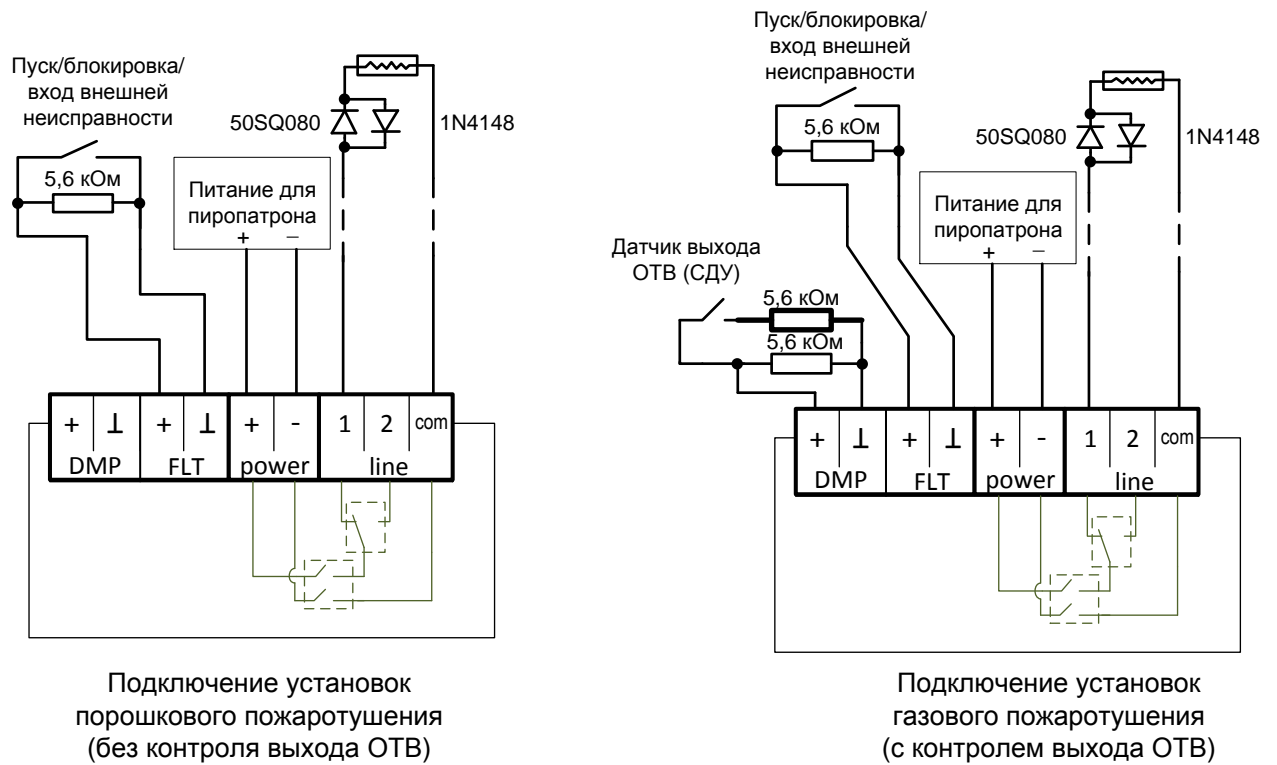 Пуск/блокировка/
вход внешней
неисправности
5,6 кОм
50SQ080
1N4148
Питание для
пиропатрона
+ −
+ ⊥ + ⊥ + - 1 2 com
DMP FLT power line
Подключение установок
порошкового пожаротушения
(без контроля выхода ОТВ)
Пуск/блокировка/
вход внешней
неисправности
5,6 кОм
50SQ080
1N4148
Питание для
пиропатрона
+ −
Датчик выхода
ОТВ (СДУ)
5,6 кОм
5,6 кОм
+ ⊥ + ⊥ + - 1 2 com
DMP FLT power line
Подключение установок
газового пожаротушения
(с контролем выхода ОТВ)